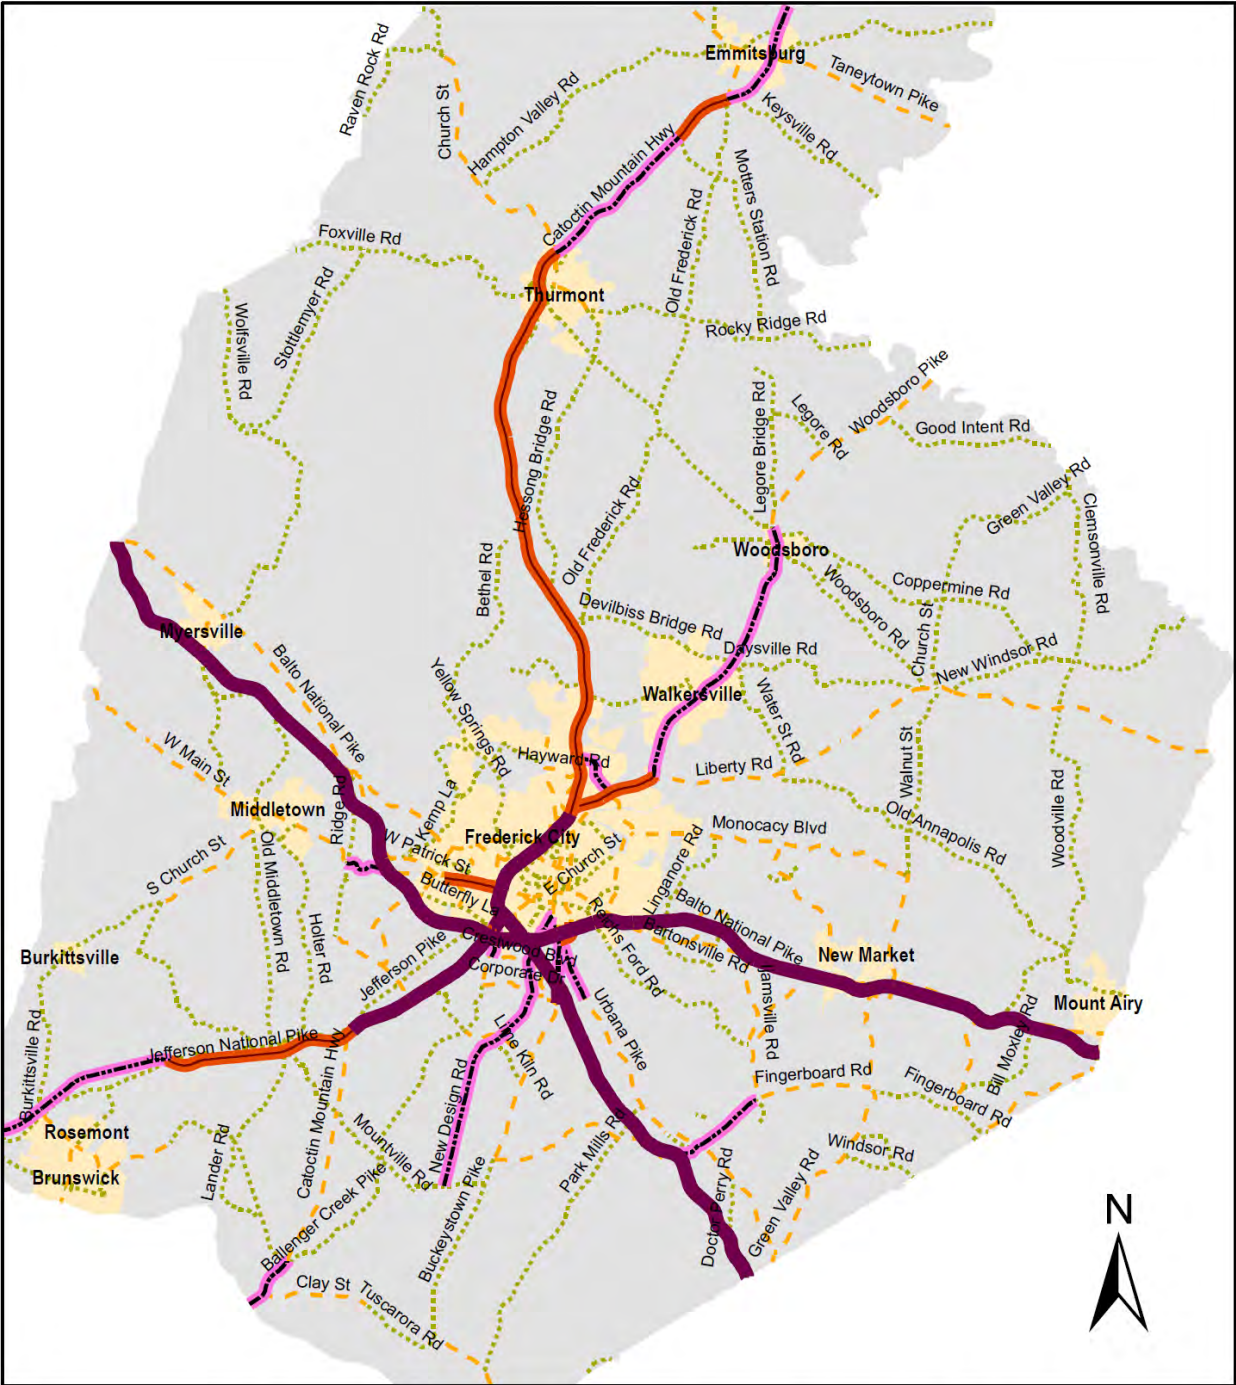 Emmitsburg
Raven Rock Rd
Church St
Hampton Valley Rd
Taneytown Pike
Keysville Rd
Catoctin Mountain Hwy
Motters Station Rd
Old Frederick Rd
Foxville Rd
Stottlemyer Rd
Wolfsville Rd
Thurmont
Rocky Ridge Rd
Woodsboro Pike
Legore Bridge Rd
Legore Rd
Good Intent Rd
Hessong Bridge Rd
Green Valley Rd
Clemsonville Rd
Old Frederick Rd
Bethel Rd
Woodsboro
Woodsboro Rd
Coppermine Rd
Church St
New Windsor Rd
Devilbiss Bridge Rd
Daysville Rd
Myersville
Balto National Pike
Yellow Springs Rd
Walkersville
Water St Rd
W Main St
Hayward Rd
Liberty Rd
Walnut St
Woodville Rd
Middletown
Ridge Rd
Kemp La
Frederick City
Monocacy Blvd
Old Annapolis Rd
S Church St
Old Middletown Rd
W Patrick St
E Church St
Linganore Rd
Butterfly La
Holter Rd
Reichs Ford Rd
Balto National Pike
Bartonsville Rd
New Market
Burkittsville
Jefferson Pike
Crestwood Blvd
Corporate Dr
Ijamsville Rd
Mount Airy
Burkittsville Rd
Jefferson National Pike
Lime Kiln Rd
Urbana Pike
Bill Moxley Rd
Catoctin Mountain Hwy
New Design Rd
Fingerboard Rd
Fingerboard Rd
Rosemont
Brunswick
Lander Rd
Mountville Rd
Park Mills Rd
Windsor Rd
Ballenger Creek Pike
Buckeystown Pike
Doctor Perry Rd
Green Valley Rd
Clay St
Tuscarora Rd
N